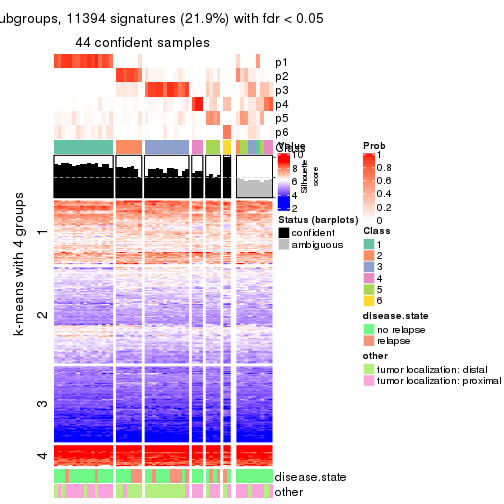 ubgroups, 11394 signatures (21.9%) with fdr < 0.05
44 confident samples
p1
p2
p3
p4
p5
p6
Class
Value
10
8
6
4
2
Silhouette
score
Status (barplots)
confident
ambiguous
k-means with 4 groups
1
2
3
4
disease.state
other
Prob
1
0.8
0.6
0.4
0.2
0
Class
1
2
3
4
5
6
disease.state
no relapse
relapse
other
tumor localization: distal
tumor localization: proximal